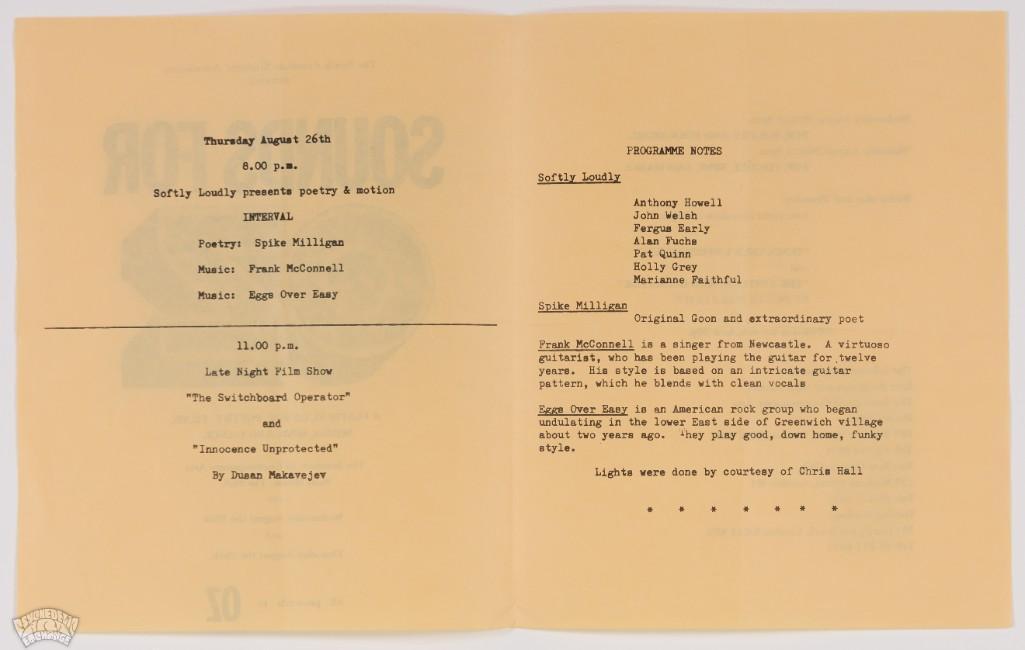 Thursday August 26th
8.00 p.m.
Softly Loudly presents poetry & motion
INTERVAL
Poetry: Spike Milligan
Music: Frank McConnell
Music: Eggs Over Easy
11.00 p.m.
Late Night Film Show
"The Switchboard Operator"
and
"Innocence Unprotected"
By Dusan Makavejev
PROGRAMME NOTES
Softly Loudly
Anthony Howell
John Welsh
Fergus Early
Alan Fuchs
Pat Quinn
Holly Grey
Marianne Faithful
Spike Milligan
Original Goon and extraordinary poet
Frank McConnell is a singer from Newcastle. A virtuoso
guitarist, who has been playing the guitar for twelve
years. His style is based on an intricate guitar
pattern, which he blends with clean vocals
Eggs Over Easy is an American rock group who began
undulating in the lower East side of Greenwich village
about two years ago. They play good, down home, funky
style.
Lights were done by courtesy of Chris Hall
* * * * * * *
SOUNDS FOR
OZ
PSYCHEDELIC
ART
EXCHANGE